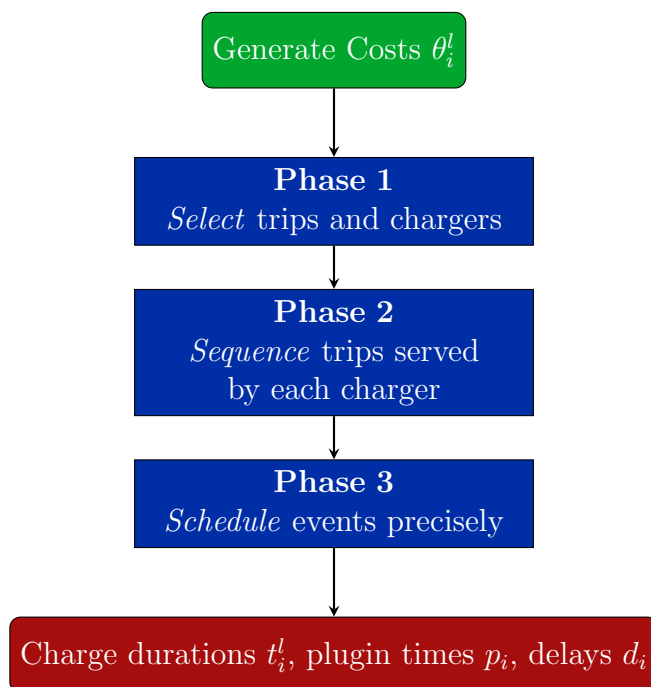 Generate Costs θ_i^l
Phase 1
Select trips and chargers
Phase 2
Sequence trips served
by each charger
Phase 3
Schedule events precisely
Charge durations t_i^l, plugin times p_i, delays d_i